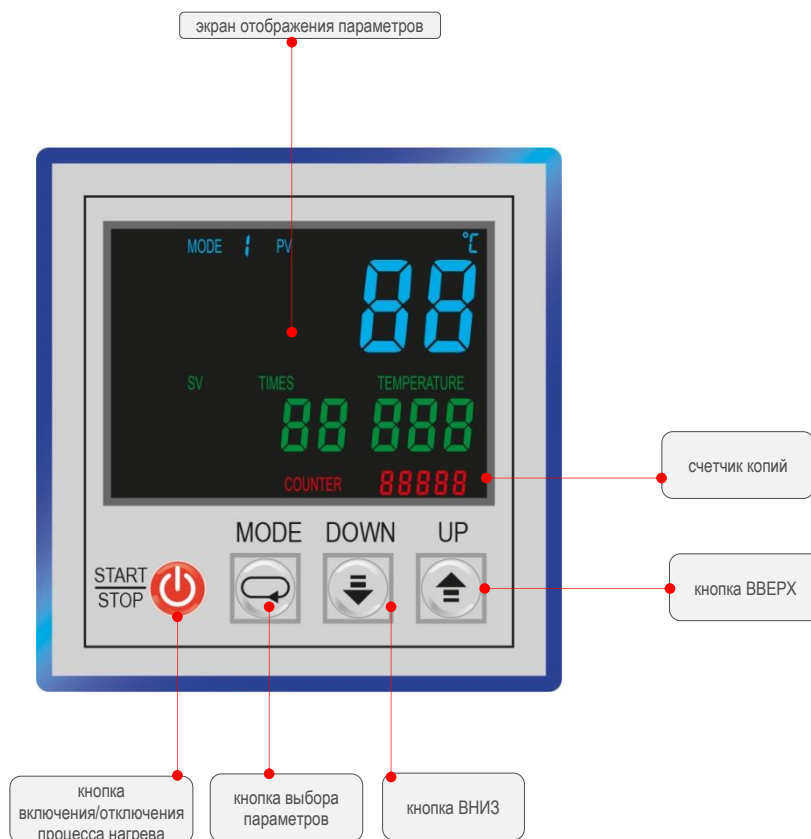 экран отображения параметров
MODE 1 PV °C
88
SV TIMES TEMPERATURE
88 888
COUNTER 88888
счетчик копий
MODE DOWN UP
START
STOP
кнопка ВВЕРХ
кнопка
включения/отключения
процесса нагрева
кнопка выбора
параметров
кнопка ВНИЗ